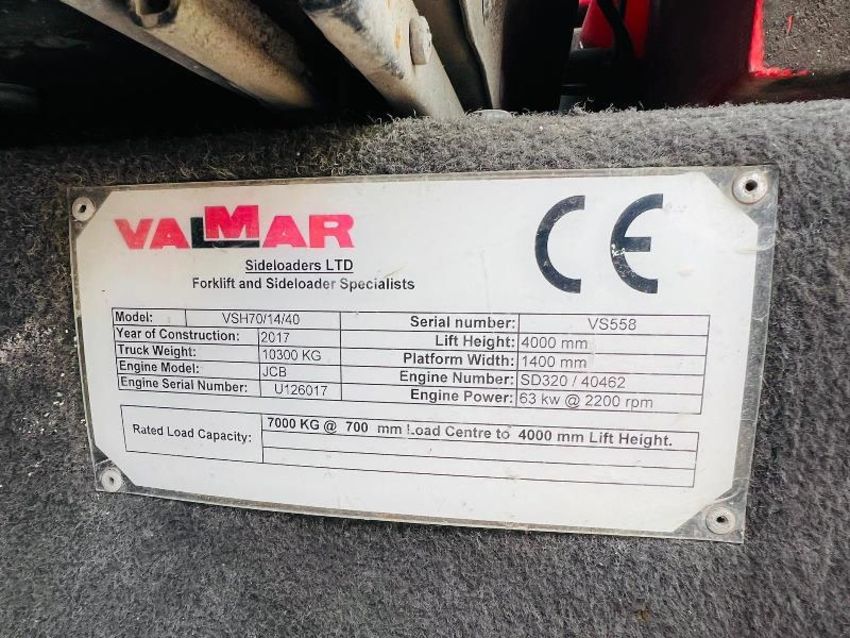 VALMAR
CE
Sideloaders LTD
Forklift and Sideloader Specialists
Model: VSH70/14/40 Serial number: VS558
Year of Construction: 2017 Lift Height: 4000 mm
Truck Weight: 10300 KG Platform Width: 1400 mm
Engine Model: JCB Engine Number: SD320 / 40462
Engine Serial Number: U126017 Engine Power: 63 kw @ 2200 rpm
Rated Load Capacity: 7000 KG @ 700 mm Load Centre to 4000 mm Lift Height.